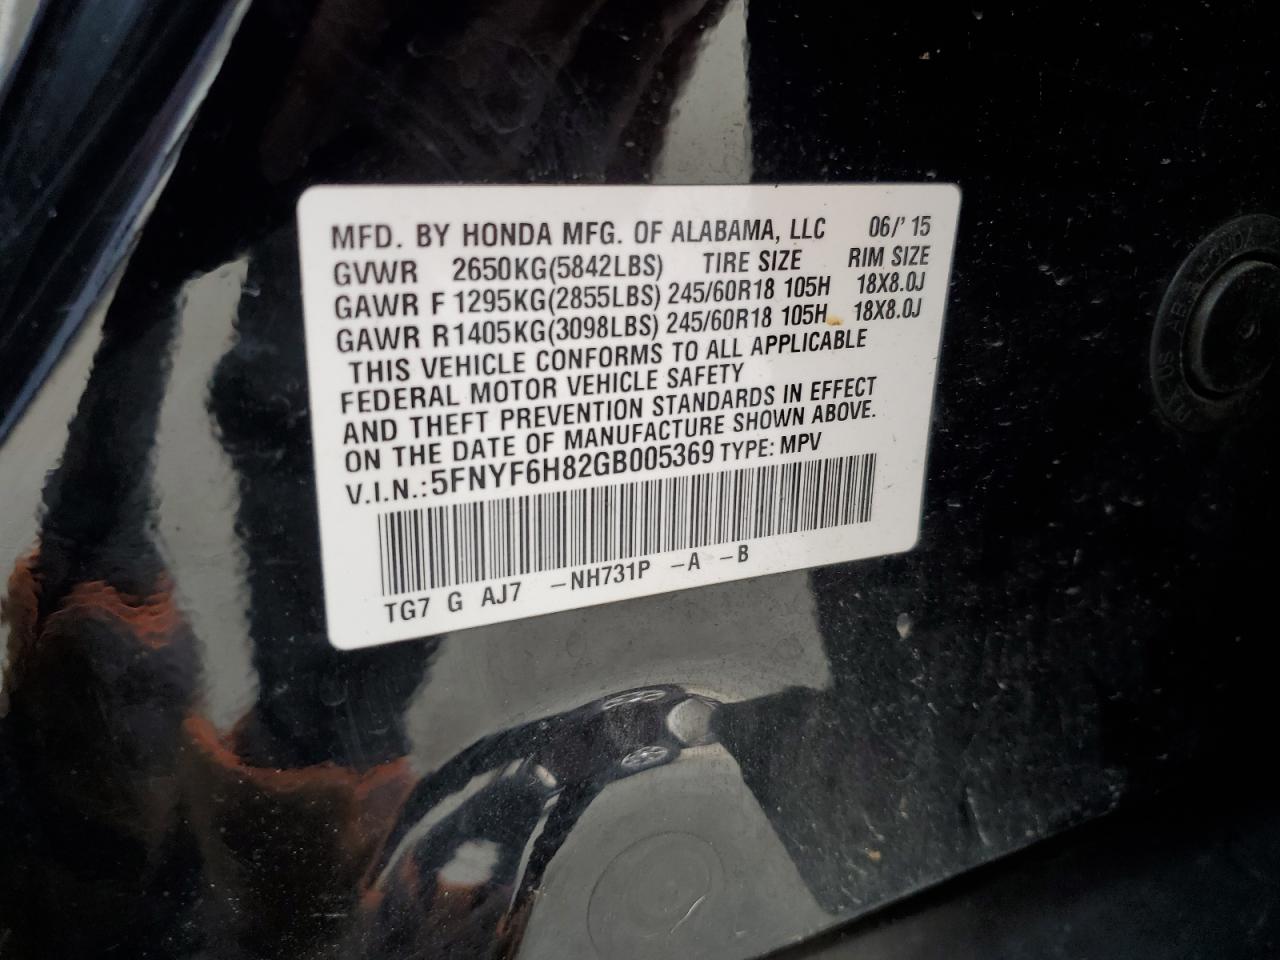 MFD. BY HONDA MFG. OF ALABAMA, LLC 06/'15
GVWR 2650KG(5842LBS) TIRE SIZE RIM SIZE
GAWR F 1295KG(2855LBS) 245/60R18 105H 18X8.0J
GAWR R 1405KG(3098LBS) 245/60R18 105H 18X8.0J
THIS VEHICLE CONFORMS TO ALL APPLICABLE
FEDERAL MOTOR VEHICLE SAFETY
AND THEFT PREVENTION STANDARDS IN EFFECT
ON THE DATE OF MANUFACTURE SHOWN ABOVE.
V.I.N.: 5FNYF6H82GB005369 TYPE: MPV
TG7 G AJ7 -NH731P -A -B